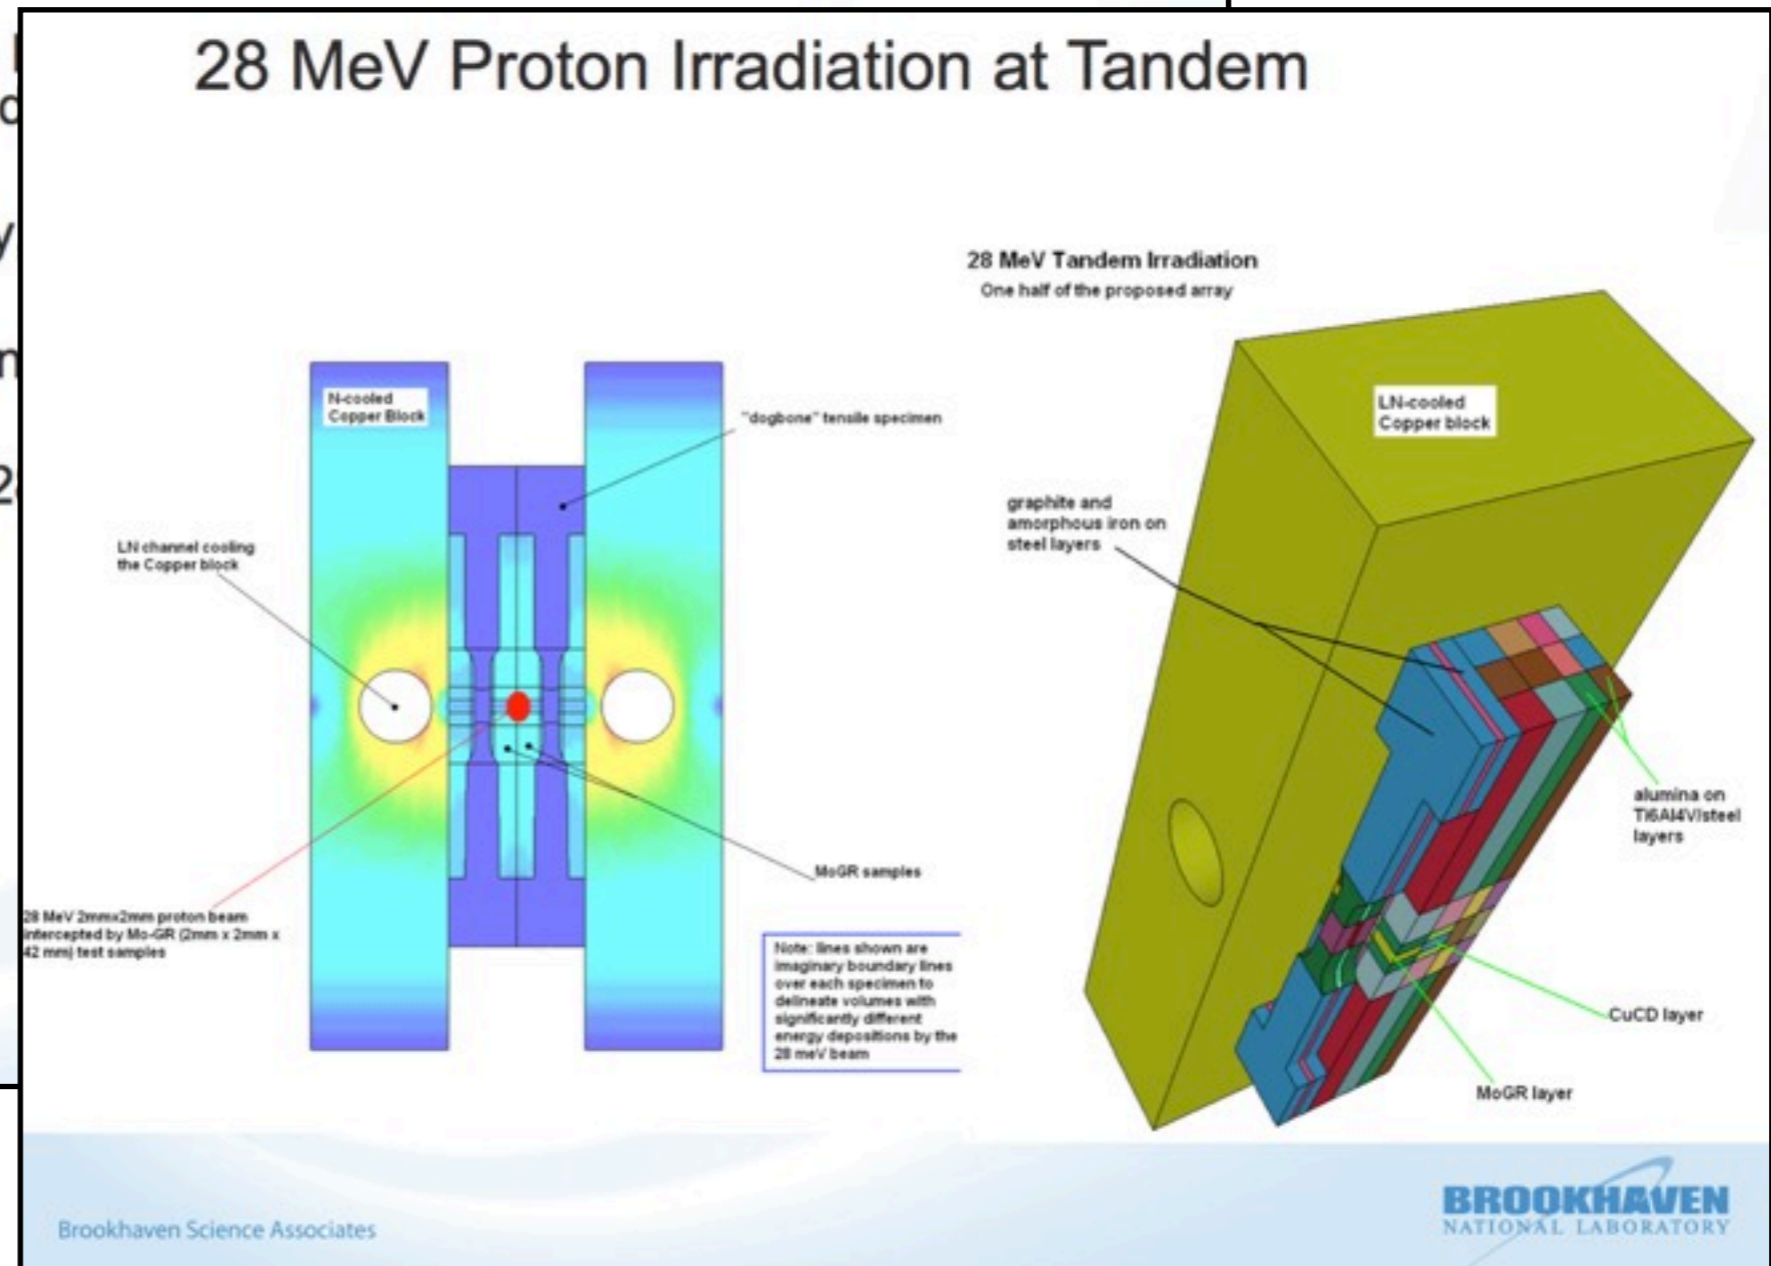 28 MeV Proton Irradiation at Tandem
28 MeV Tandem Irradiation
One half of the proposed array
N-cooled
Copper Block
"dogbone" tensile specimen
LN channel cooling
the Copper block
MoGR samples
28 MeV 2mmx2mm proton beam
intercepted by Mo-GR (2mm x 2mm x
42 mm) test samples
Note: lines shown are
imaginary boundary lines
over each specimen to
delineate volumes with
significantly different
energy depositions by the
28 meV beam
LN-cooled
Copper block
graphite and
amorphous iron on
steel layers
alumina on
Ti6Al4V/steel
layers
CuCD layer
MoGR layer
Brookhaven Science Associates
BROOKHAVEN
NATIONAL LABORATORY